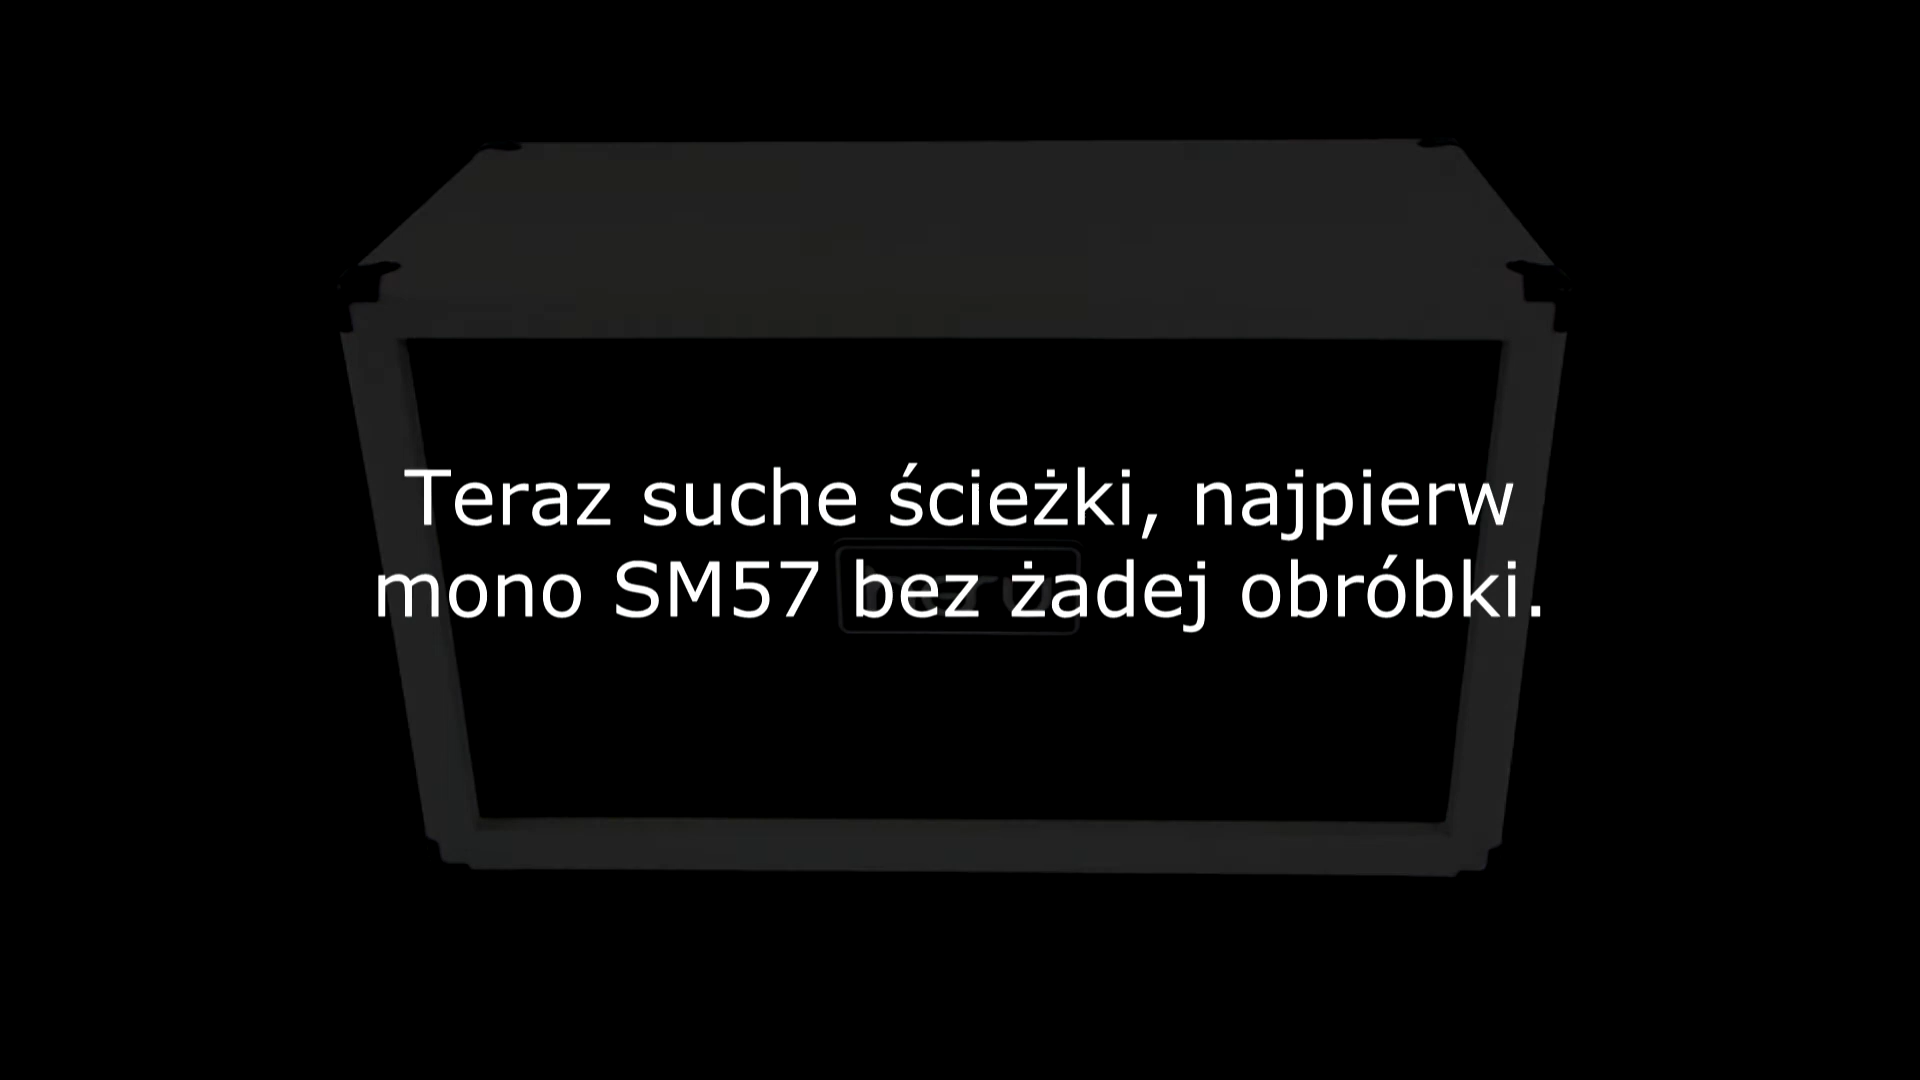 Teraz suche ścieżki, najpierw
mono SM57 bez żadej obróbki.